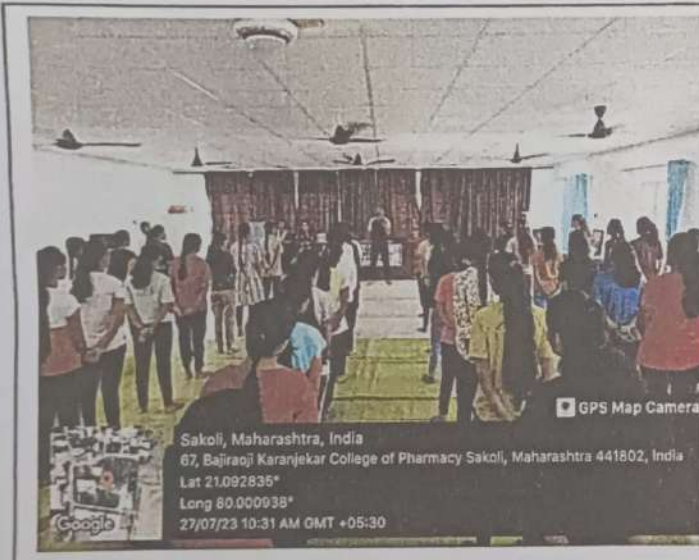 GPS Map Camera
Sakoli, Maharashtra, India
67, Bajiraoji Karanjekar College of Pharmacy Sakoli, Maharashtra 441802, India
Lat 21.092835°
Long 80.000938°
27/07/23 10:31 AM GMT +05:30
Google